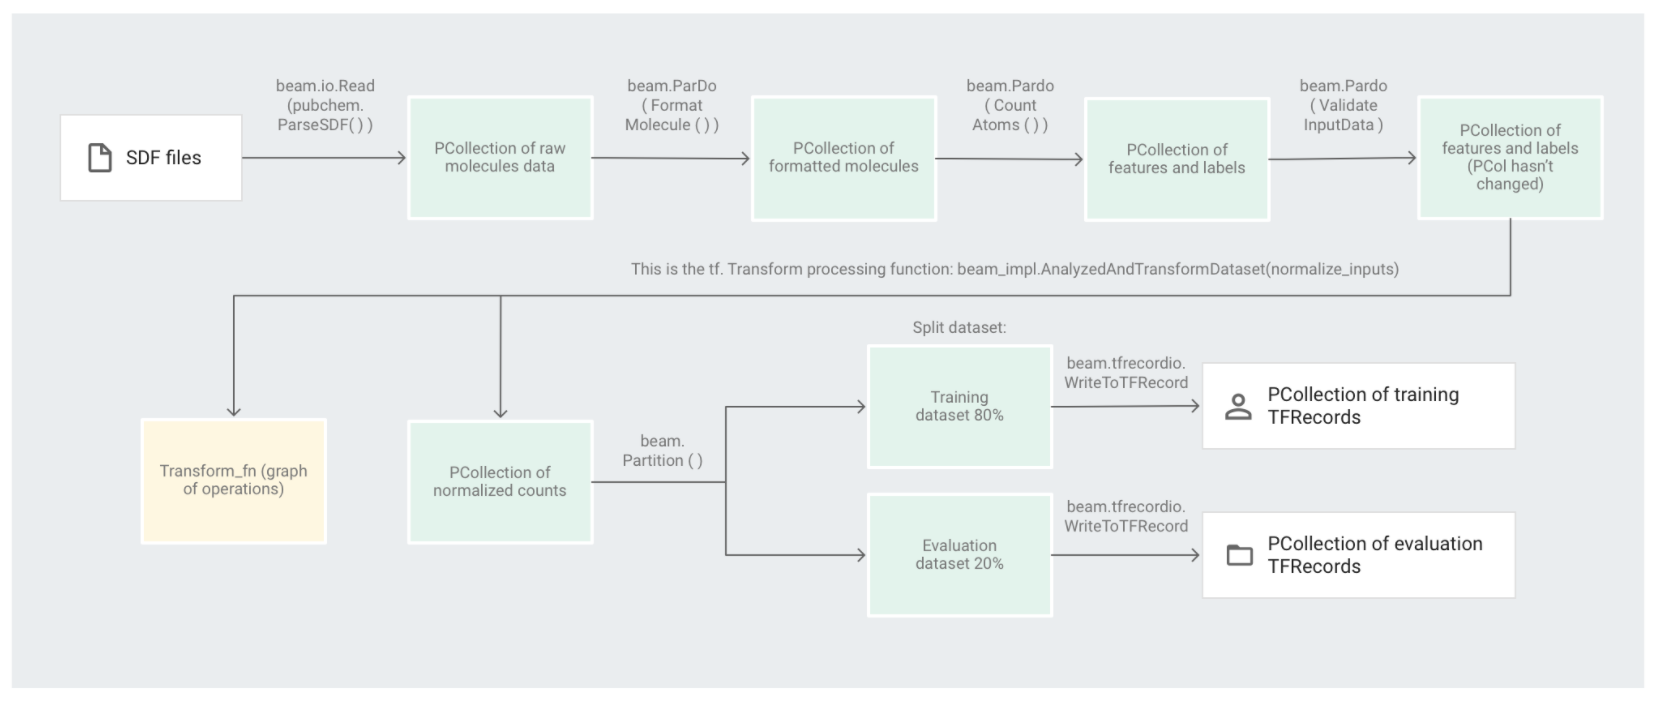 beam.io.Read
(pubchem.
ParseSDF( ) )
beam.ParDo
( Format
Molecule ( ) )
beam.Pardo
( Count
Atoms ( ) )
beam.Pardo
( Validate
InputData )
SDF files
PCollection of raw
molecules data
PCollection of
formatted molecules
PCollection of
features and labels
PCollection of
features and labels
(PCol hasn't
changed)
This is the tf. Transform processing function: beam_impl.AnalyzedAndTransformDataset(normalize_inputs)
Split dataset:
Transform_fn (graph
of operations)
PCollection of
normalized counts
beam.
Partition ( )
Training
dataset 80%
beam.tfrecordio.
WriteToTFRecord
PCollection of training
TFRecords
Evaluation
dataset 20%
beam.tfrecordio.
WriteToTFRecord
PCollection of evaluation
TFRecords